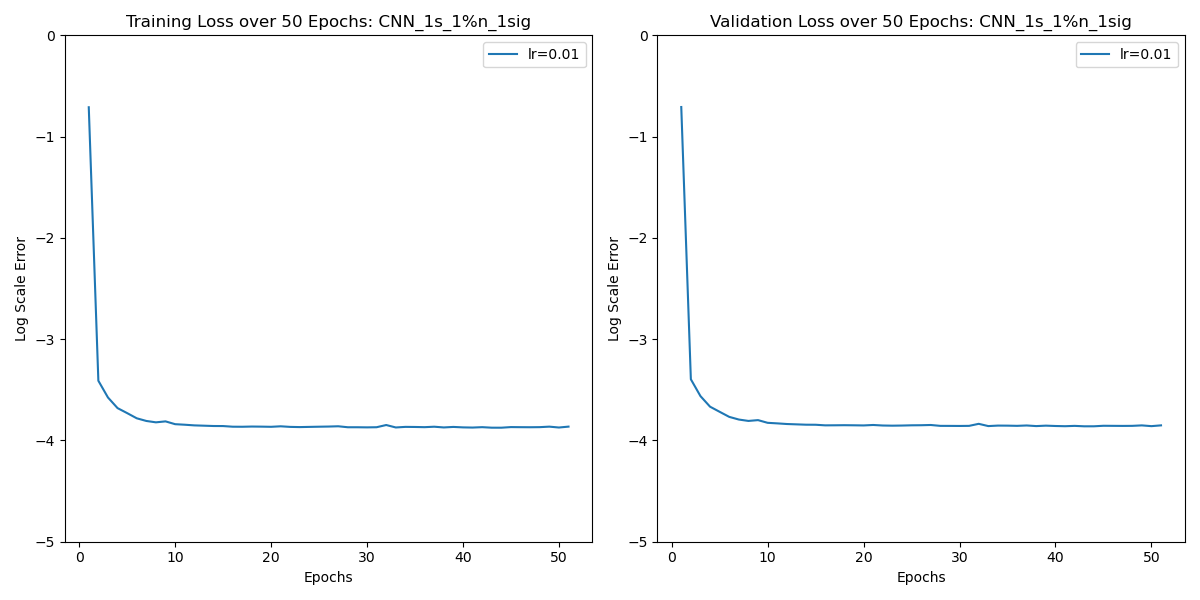 Training Loss over 50 Epochs: CNN_1s_1%n_1sig
0
−1
−2
−3
−4
−5
Log Scale Error
lr=0.01
0 10 20 30 40 50
Epochs
Validation Loss over 50 Epochs: CNN_1s_1%n_1sig
0
−1
−2
−3
−4
−5
Log Scale Error
lr=0.01
0 10 20 30 40 50
Epochs